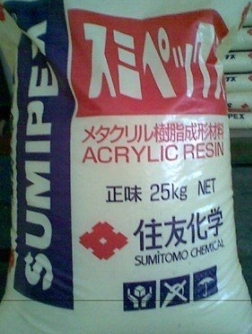 SUMIPEX
スミペックス
メタクリル樹脂成形材料
ACRYLIC RESIN
正味 25kg NET
住友化学
SUMITOMO CHEMICAL